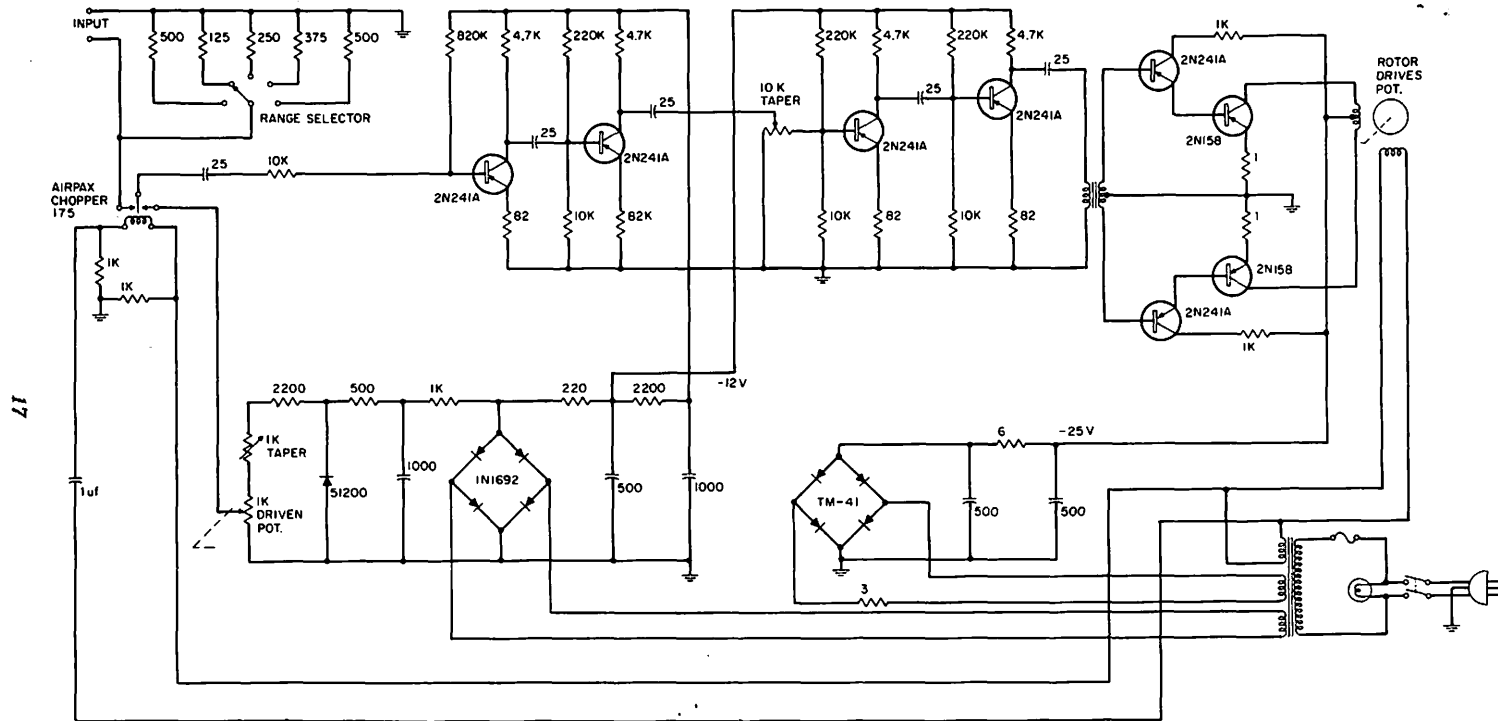 INPUT
500
125
250
375
500
RANGE SELECTOR
AIRPAX
CHOPPER
175
25
10K
1K
1K
1uf
820K
4.7K
220K
4.7K
25
25
2N241A
2N241A
82
10K
82K
10 K
TAPER
220K
4.7K
220K
4.7K
25
25
2N241A
2N241A
10K
82
10K
82
1K
2N241A
2N158
1
1
2N158
2N241A
1K
ROTOR
DRIVES
POT.
2200
500
1K
220
2200
-12V
1K
TAPER
1K
DRIVEN
POT.
51200
1000
1N1692
500
1000
6
-25V
TM-41
500
500
3
17